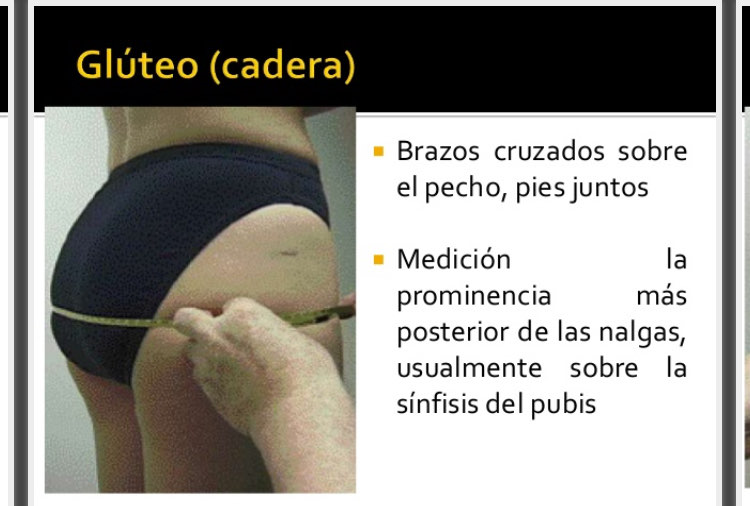 Glúteo (cadera)
Brazos cruzados sobre
el pecho, pies juntos
Medición la
prominencia más
posterior de las nalgas,
usualmente sobre la
sínfisis del pubis